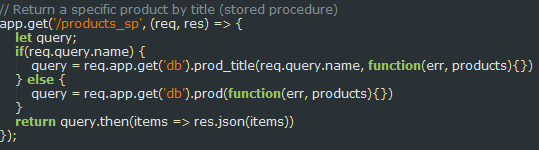 // Return a specific product by title (stored procedure)
app.get('/products_sp', (req, res) => {
let query;
if(req.query.name) {
query = req.app.get('db').prod_title(req.query.name, function(err, products){})
} else {
query = req.app.get('db').prod(function(err, products){})
}
return query.then(items => res.json(items))
});